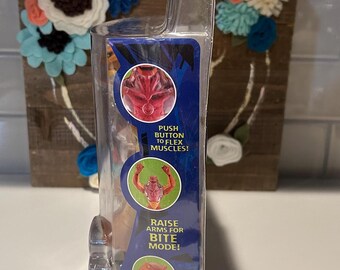 PUSH
BUTTON
TO FLEX
MUSCLES!
RAISE
ARMS FOR
BITE
MODE!